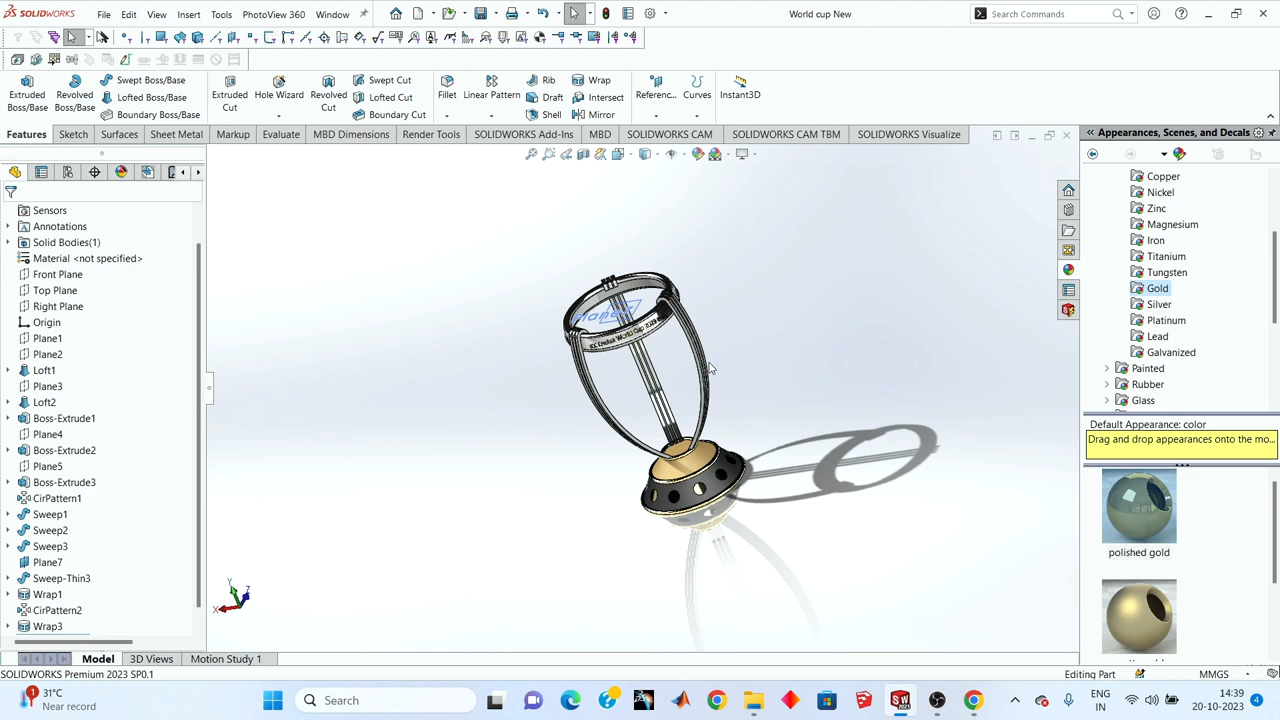 SOLIDWORKS File Edit View Insert Tools PhotoView 360 Window World cup New Search Commands
Extruded Boss/Base
Revolved Boss/Base
Swept Boss/Base
Lofted Boss/Base
Boundary Boss/Base
Extruded Cut
Hole Wizard
Revolved Cut
Swept Cut
Lofted Cut
Boundary Cut
Fillet
Linear Pattern
Rib
Draft
Shell
Wrap
Intersect
Mirror
Referenc...
Curves
Instant3D
Features Sketch Surfaces Sheet Metal Markup Evaluate MBD Dimensions Render Tools SOLIDWORKS Add-Ins MBD SOLIDWORKS CAM SOLIDWORKS CAM TBM SOLIDWORKS Visualize
Appearances, Scenes, and Decals
Sensors
Annotations
Solid Bodies(1)
Material <not specified>
Front Plane
Top Plane
Right Plane
Origin
Plane1
Plane2
Loft1
Plane3
Loft2
Boss-Extrude1
Plane4
Boss-Extrude2
Plane5
Boss-Extrude3
CirPattern1
Sweep1
Sweep2
Sweep3
Plane7
Sweep-Thin3
Wrap1
CirPattern2
Wrap3
World Cup
Y
Z
X
Copper
Nickel
Zinc
Magnesium
Iron
Titanium
Tungsten
Gold
Silver
Platinum
Lead
Galvanized
Painted
Rubber
Glass
Default Appearance: color
Drag and drop appearances onto the mo...
polished gold
Model 3D Views Motion Study 1
SOLIDWORKS Premium 2023 SP0.1 Editing Part MMGS
1
31°C
Near record
Search
ENG
IN
14:39
20-10-2023
4